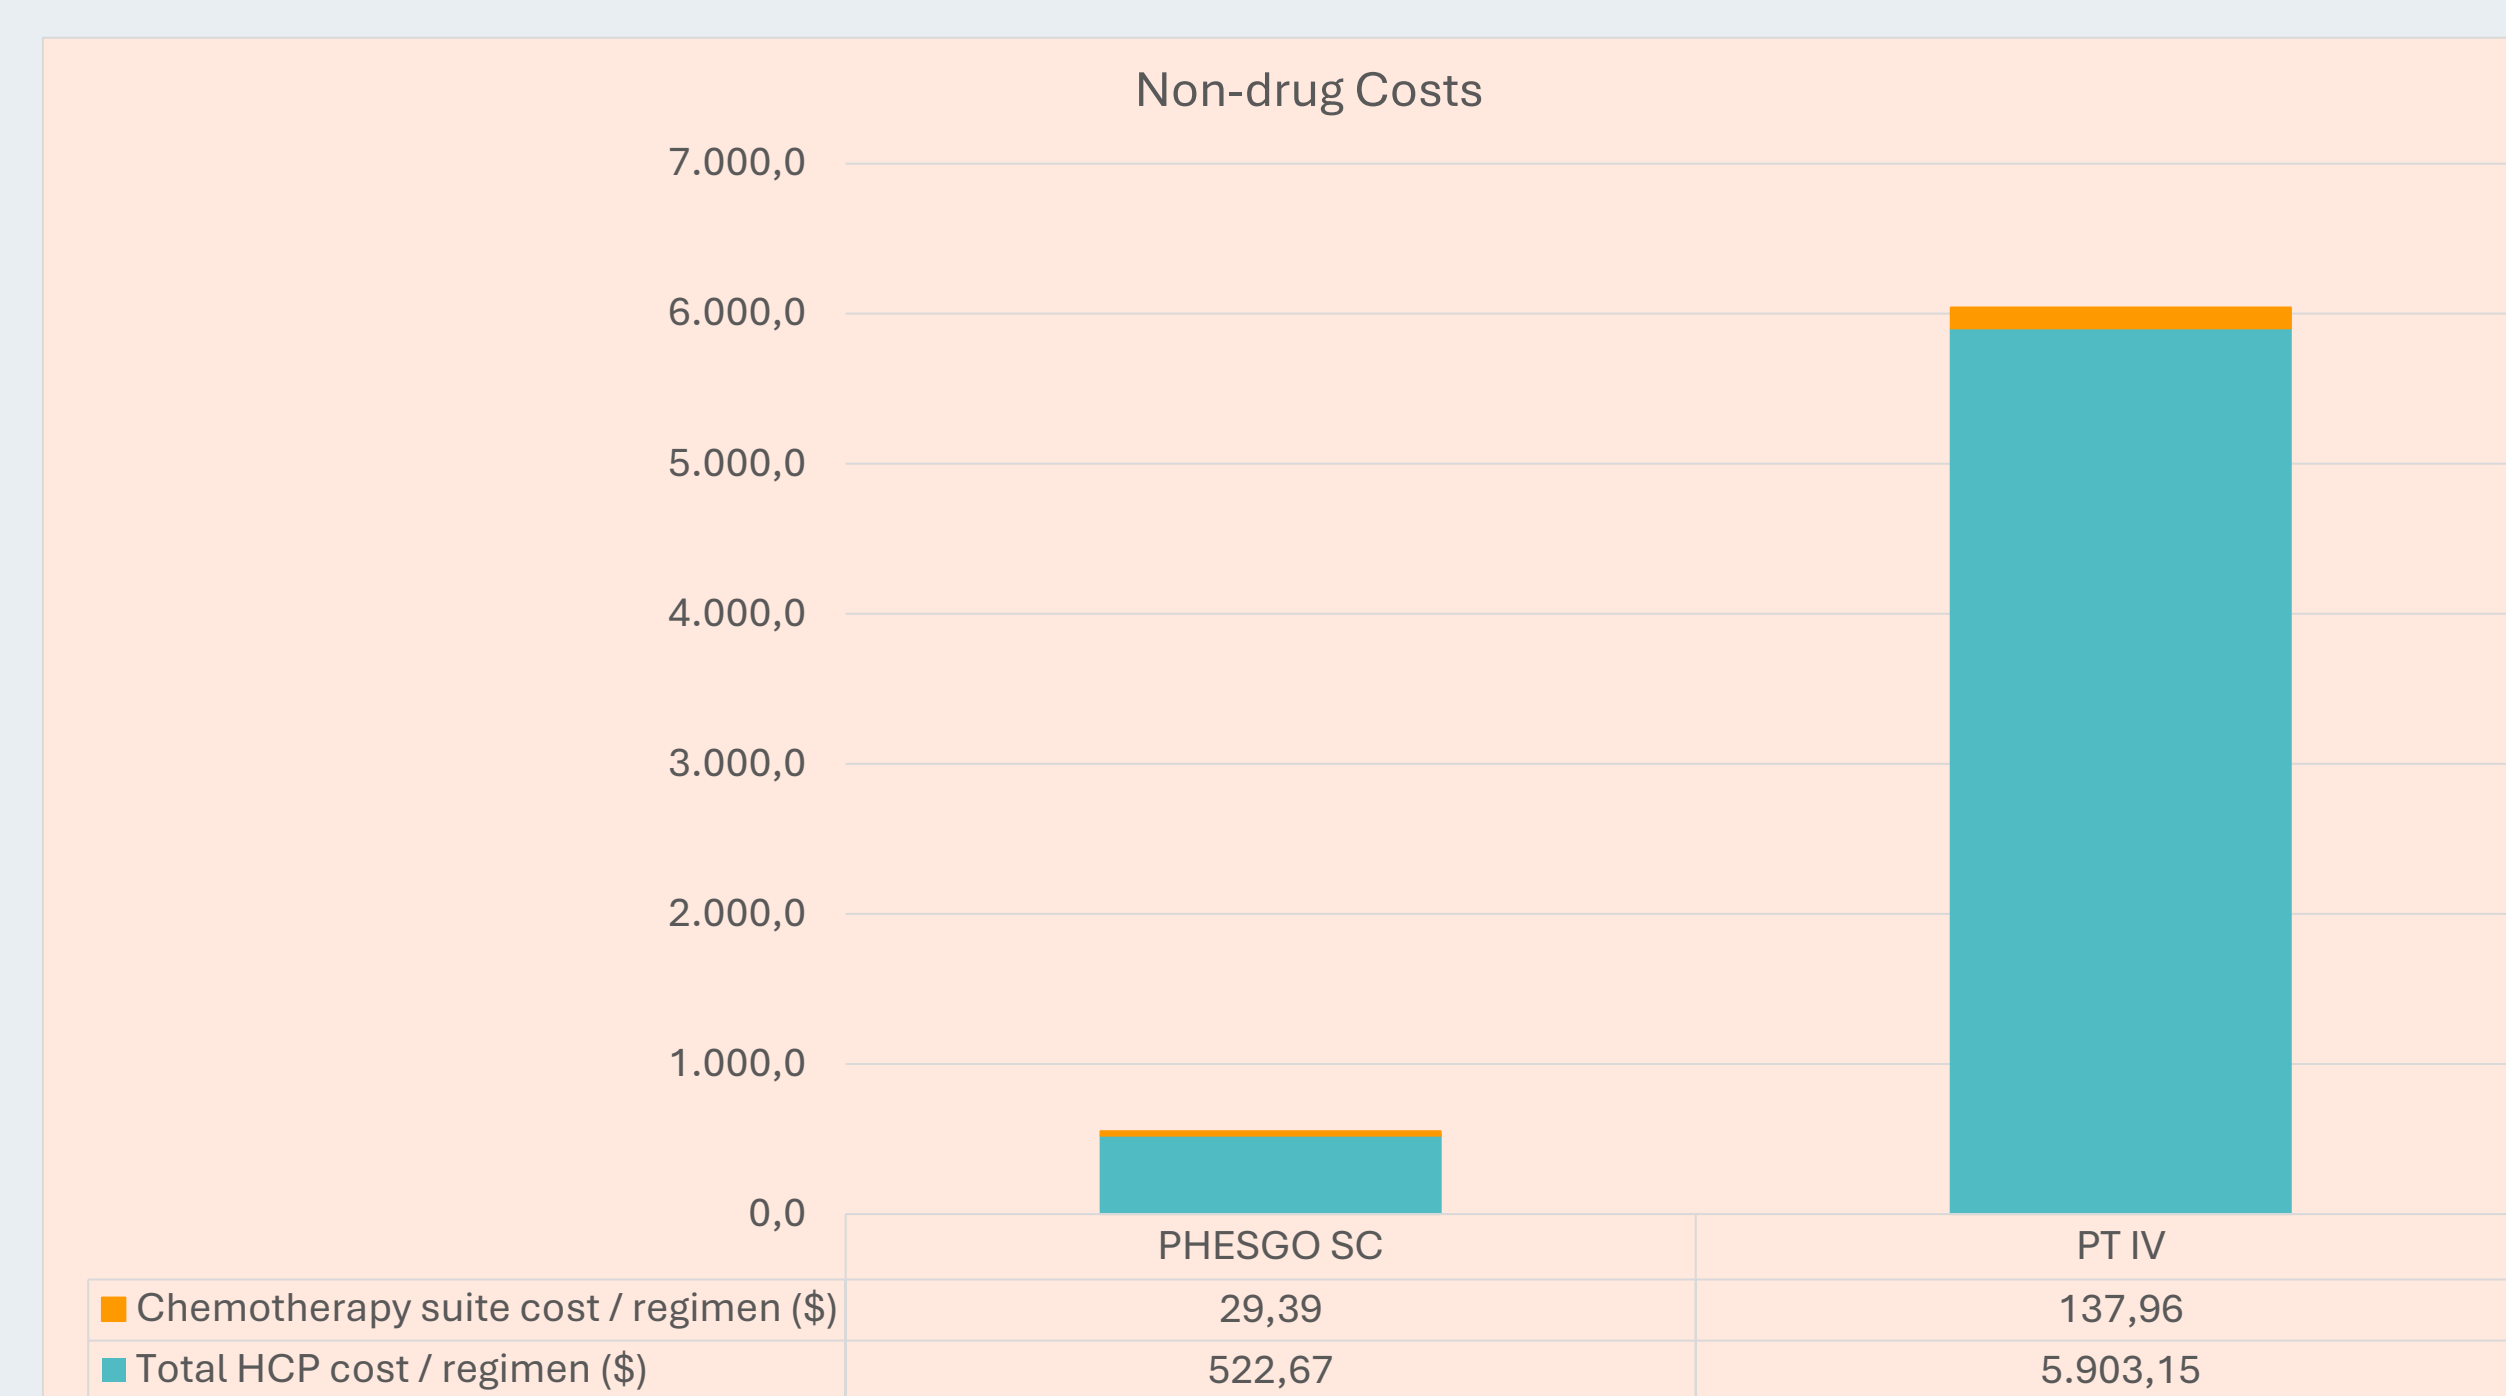 Non-drug Costs
7.000,0
6.000,0
5.000,0
4.000,0
3.000,0
2.000,0
1.000,0
0,0
PHESGO SC PT IV
Chemotherapy suite cost / regimen ($) 29,39 137,96
Total HCP cost / regimen ($) 522,67 5.903,15